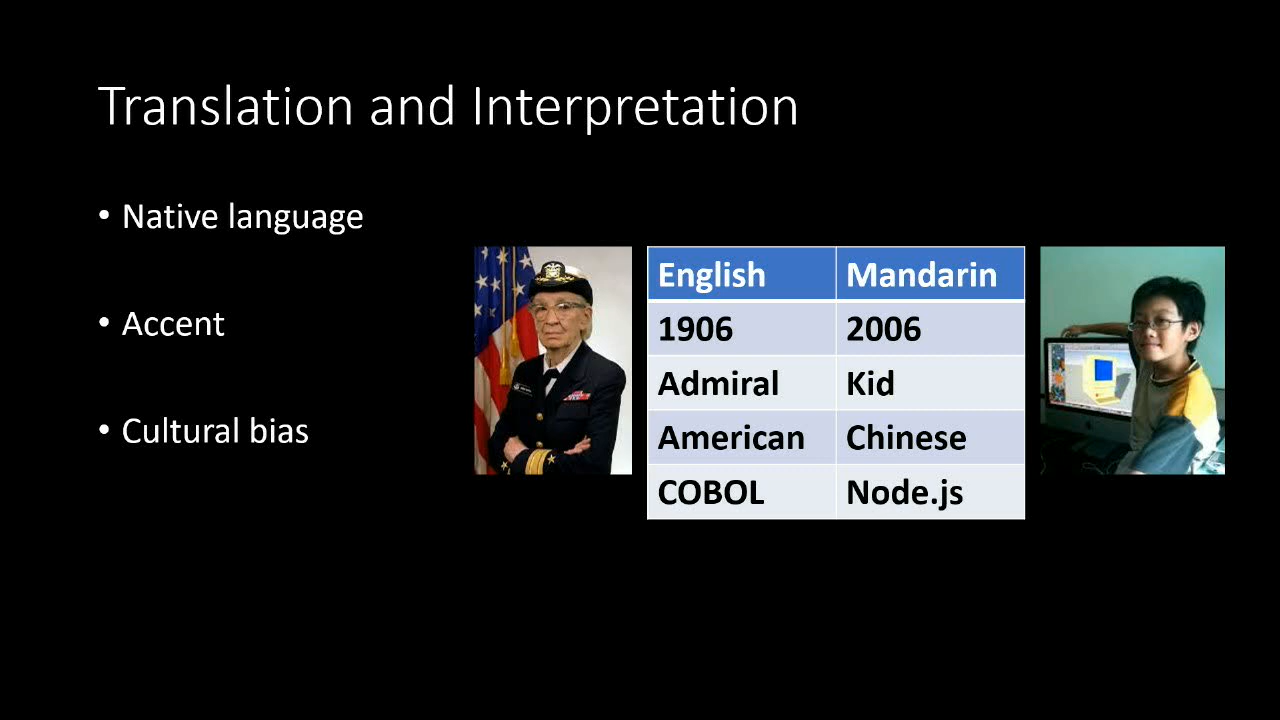 Translation and Interpretation
• Native language
• Accent
• Cultural bias
English Mandarin
1906 2006
Admiral Kid
American Chinese
COBOL Node.js